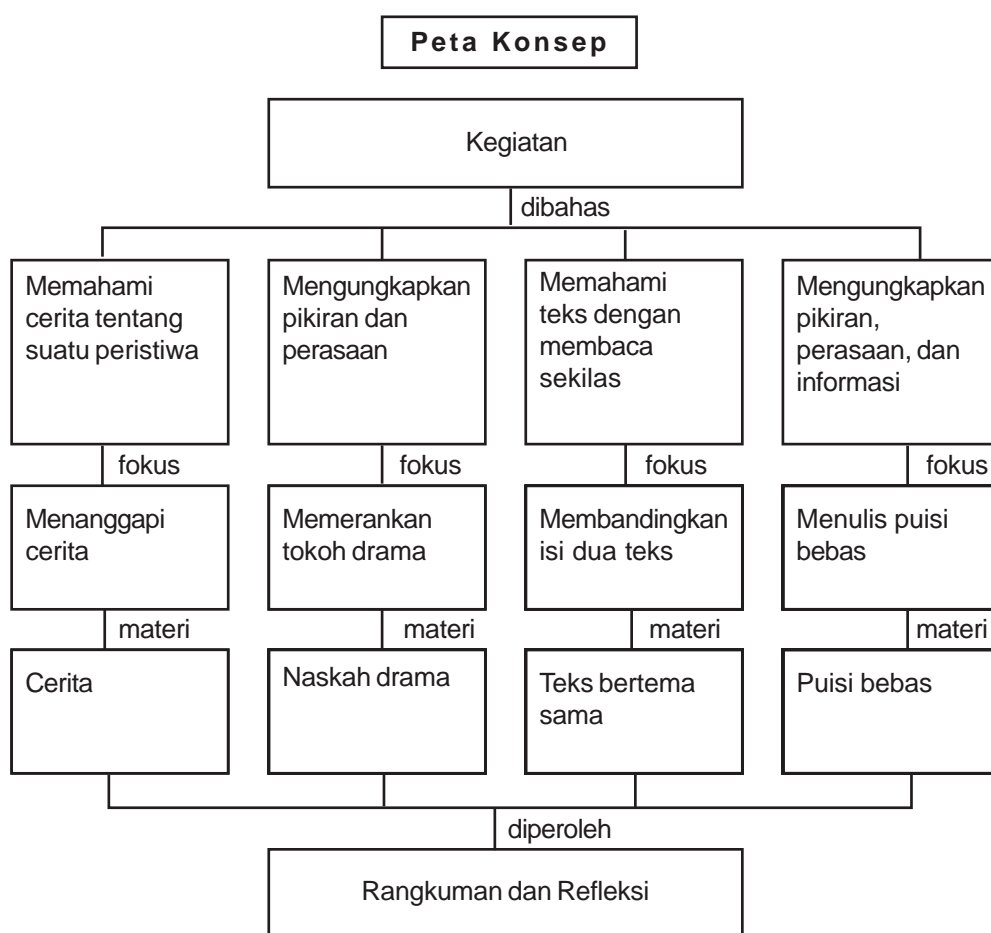 Peta Konsep
Kegiatan
dibahas
Memahami
cerita tentang
suatu peristiwa
Mengungkapkan
pikiran dan
perasaan
Memahami
teks dengan
membaca
sekilas
Mengungkapkan
pikiran,
perasaan, dan
informasi
fokus
fokus
fokus
fokus
Menanggapi
cerita
Memerankan
tokoh drama
Membandingkan
isi dua teks
Menulis puisi
bebas
materi
materi
materi
materi
Cerita
Naskah drama
Teks bertema
sama
Puisi bebas
diperoleh
Rangkuman dan Refleksi